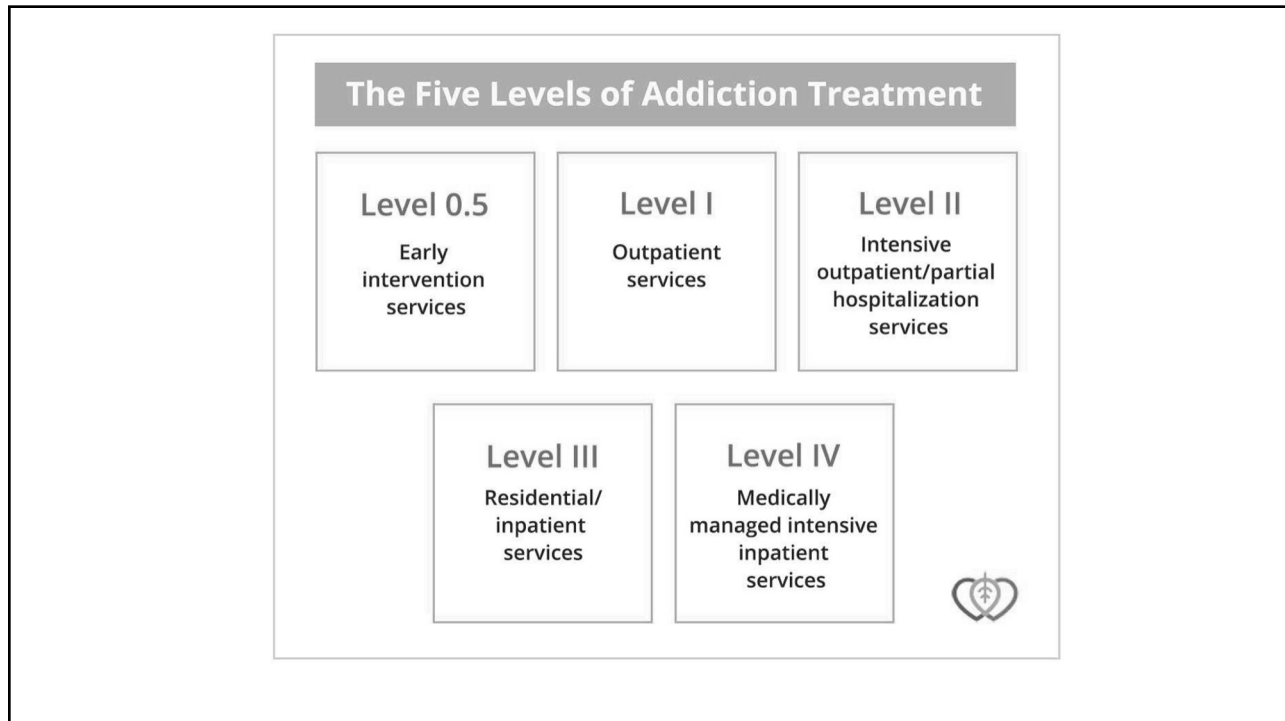 The Five Levels of Addiction Treatment
Level 0.5
Early
intervention
services
Level I
Outpatient
services
Level II
Intensive
outpatient/partial
hospitalization
services
Level III
Residential/
inpatient
services
Level IV
Medically
managed intensive
inpatient
services